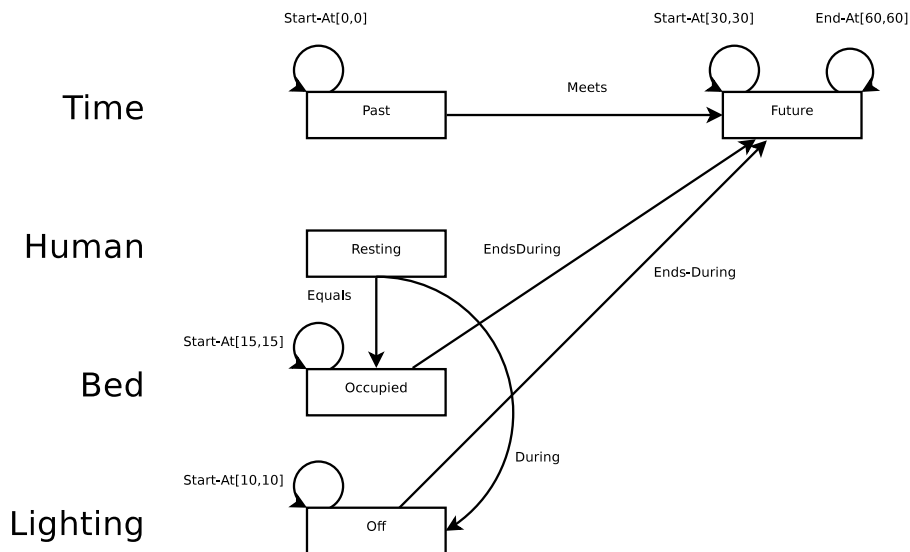 Start-At[0,0]
Start-At[30,30]
End-At[60,60]
Time
Past
Meets
Future
Human
Resting
EndsDuring
Ends-During
Equals
Start-At[15,15]
Bed
Occupied
During
Start-At[10,10]
Lighting
Off